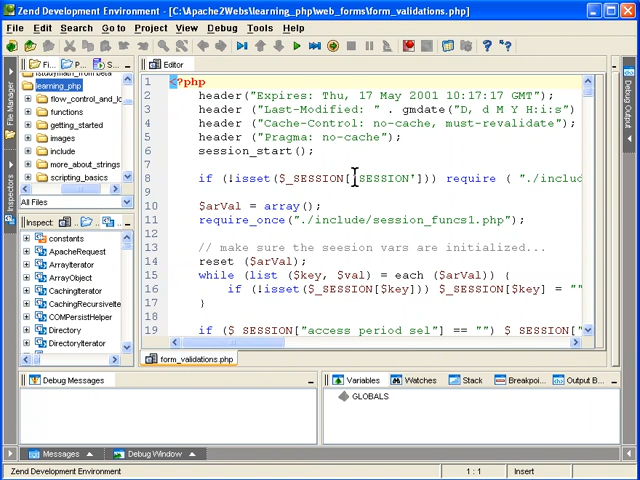 Zend Development Environment - [C:\Apache2Webs\learning_php\web_forms\form_validations.php]
File Edit Search Go to Project View Debug Tools Help
Fi... P... S...
Editor
learning_php
flow_control_and_lo
functions
getting_started
images
include
more_about_strings
scripting_basics
All Files
File Manager
Inspectors
Directory
Inspect:
constants
ApacheRequest
ArrayIterator
ArrayObject
CachingIterator
CachingRecursiveIte
COMPersistHelper
Directory
DirectoryIterator
1 <?php
2 header("Expires: Thu, 17 May 2001 10:17:17 GMT");
3 header ("Last-Modified: " . gmdate("D, d M Y H:i:s")
4 header ("Cache-Control: no-cache, must-revalidate");
5 header ("Pragma: no-cache");
6 session_start();
7
8 if (!isset($_SESSION['SESSION'])) require ( "./includ
9
10 $arVal = array();
11 require_once("./include/session_funcs1.php");
12
13 // make sure the seesion vars are initialized...
14 reset ($arVal);
15 while (list ($key, $val) = each ($arVal)) {
16 if (!isset($_SESSION[$key])) $_SESSION[$key] = ""
17 }
18
19 if ($_SESSION["access_period_sel"] == "") $_SESSION["
form_validations.php
Debug Messages
Variables Watches Stack Breakpoi... Output B...
GLOBALS
Messages Debug Window
Zend Development Environment 1 : 1 Insert